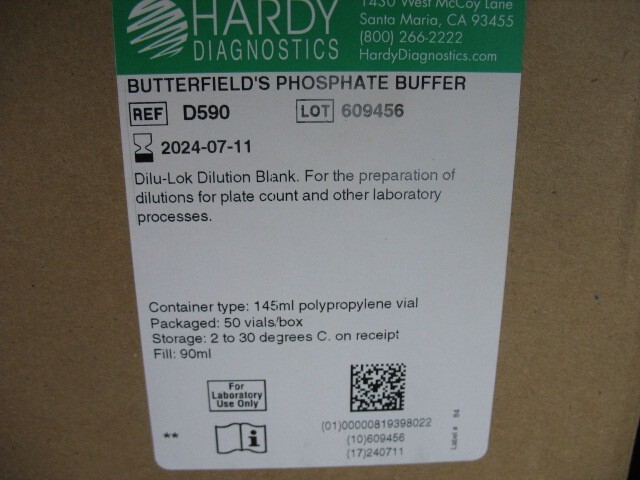 HARDY
DIAGNOSTICS
1430 West McCoy Lane
Santa Maria, CA 93455
(800) 266-2222
HardyDiagnostics.com
BUTTERFIELD'S PHOSPHATE BUFFER
REF D590 LOT 609456
2024-07-11
Dilu-Lok Dilution Blank. For the preparation of
dilutions for plate count and other laboratory
processes.
Container type: 145ml polypropylene vial
Packaged: 50 vials/box
Storage: 2 to 30 degrees C. on receipt
Fill: 90ml
For
Laboratory
Use Only
**
i
(01)00000819398022
(10)609456
(17)240711
Label # 84